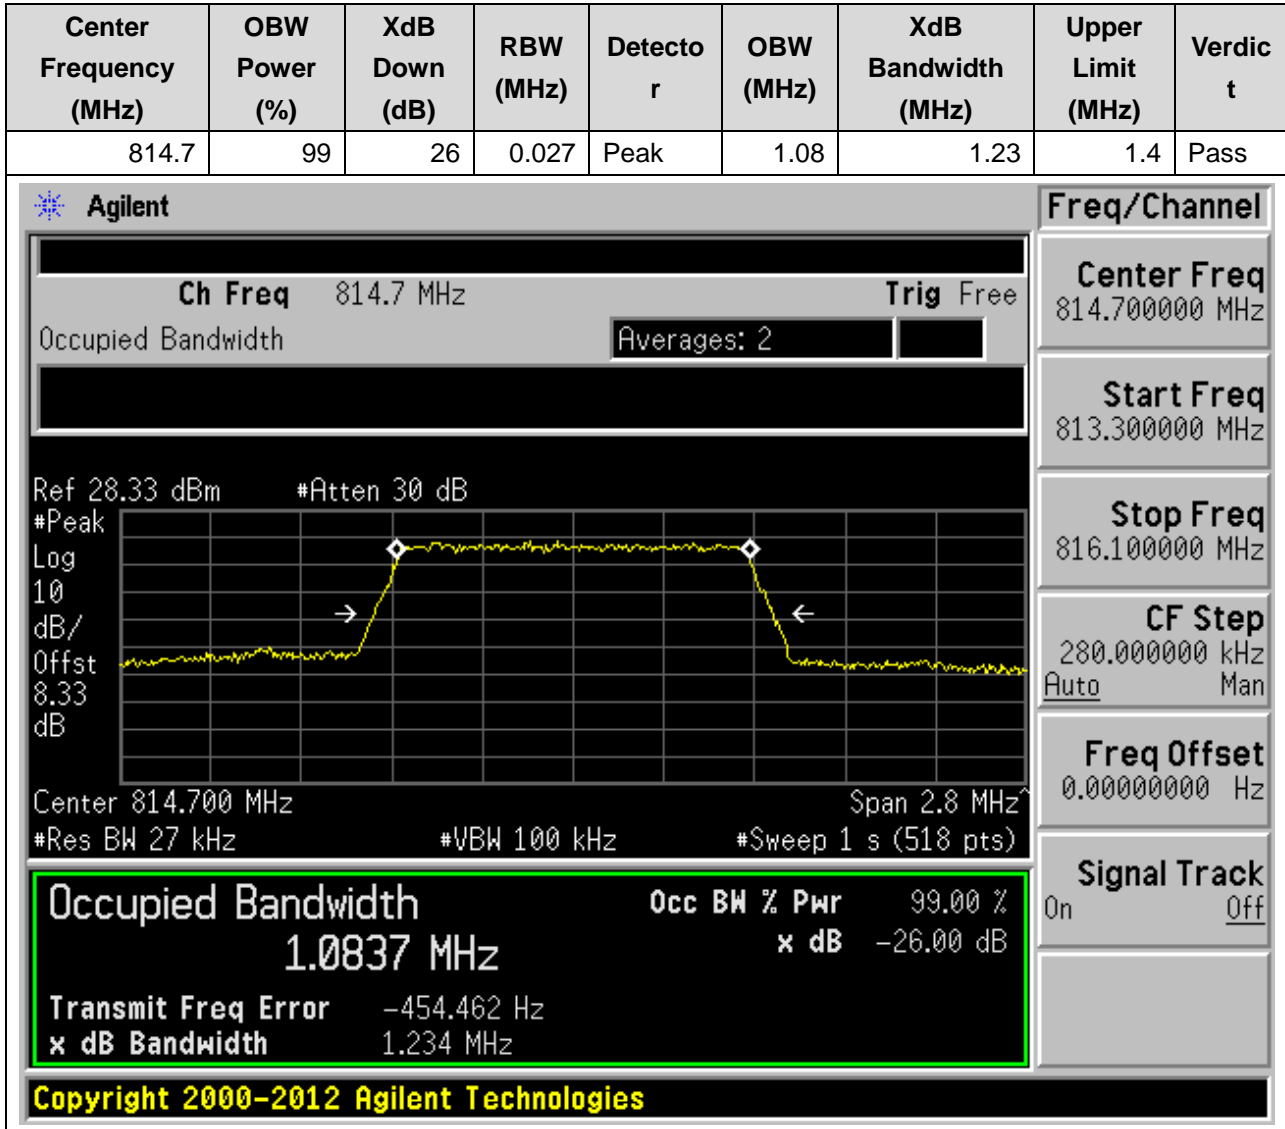 Center Frequency (MHz) OBW Power (%) XdB Down (dB) RBW (MHz) Detecto r OBW (MHz) XdB Bandwidth (MHz) Upper Limit (MHz) Verdic t
814.7 99 26 0.027 Peak 1.08 1.23 1.4 Pass
Agilent
Freq/Channel
Ch Freq 814.7 MHz Trig Free
Occupied Bandwidth Averages: 2
Center Freq
814.700000 MHz
Start Freq
813.300000 MHz
Stop Freq
816.100000 MHz
CF Step
280.000000 kHz
Auto Man
Freq Offset
0.00000000 Hz
Signal Track
On Off
Ref 28.33 dBm #Atten 30 dB
#Peak
Log
10
dB/
Offst
8.33
dB
Center 814.700 MHz Span 2.8 MHz^
#Res BW 27 kHz #VBW 100 kHz #Sweep 1 s (518 pts)
Occupied Bandwidth Occ BW % Pwr 99.00 %
1.0837 MHz x dB -26.00 dB
Transmit Freq Error -454.462 Hz
x dB Bandwidth 1.234 MHz
Copyright 2000-2012 Agilent Technologies